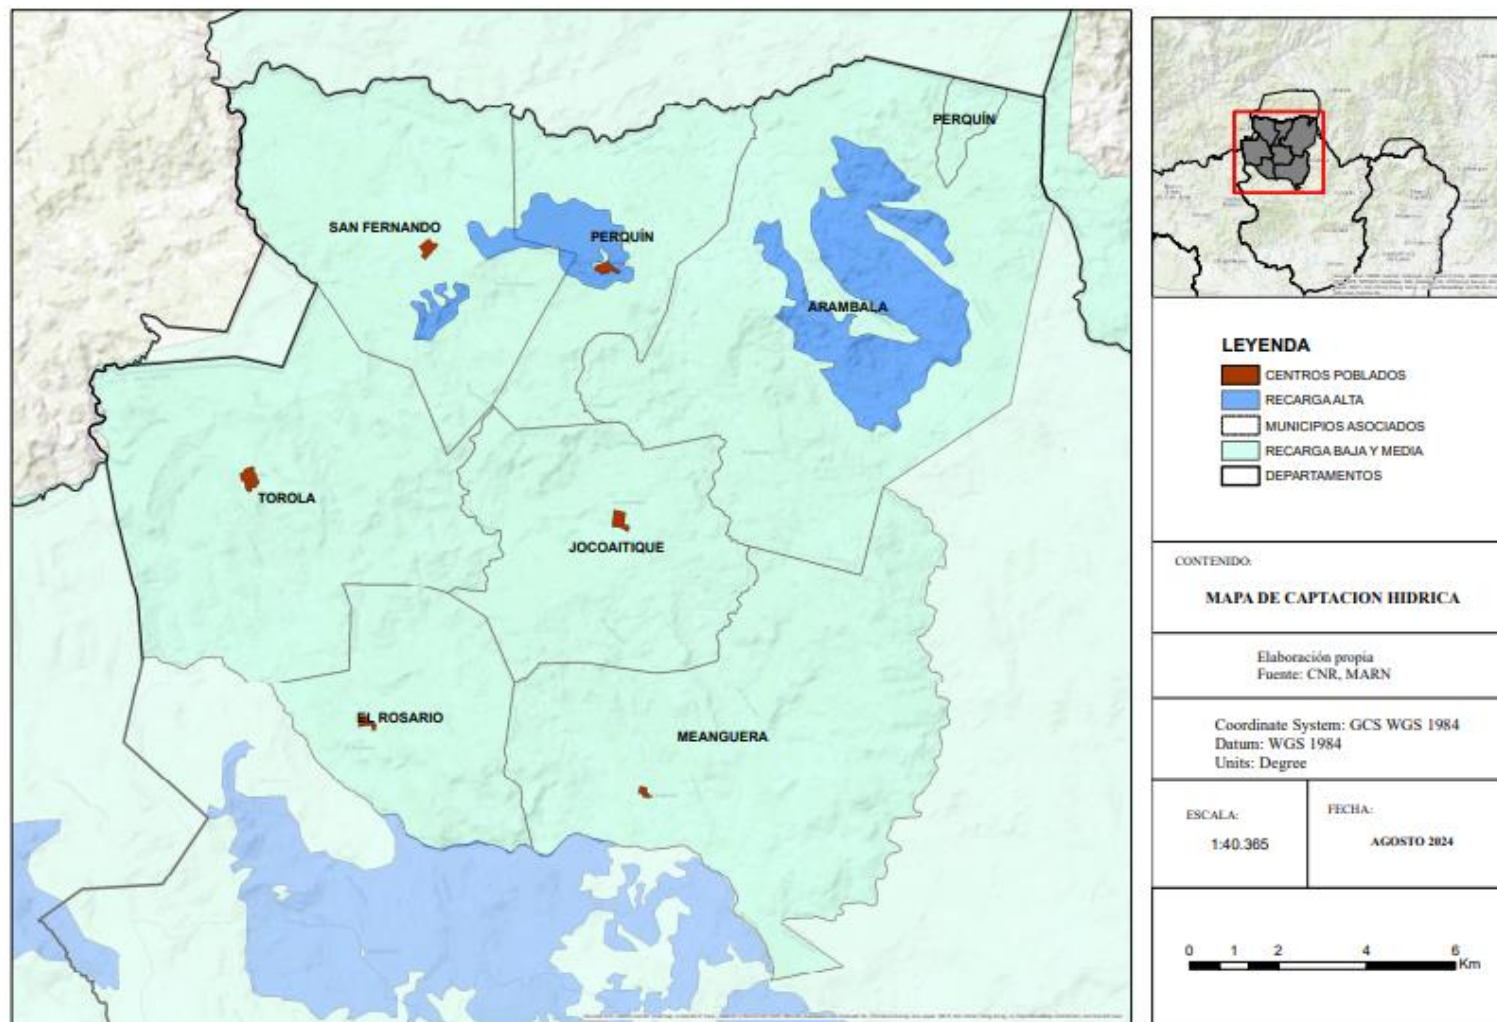 PERQUÍN
SAN FERNANDO
PERQUÍN
ARAMBALA
TOROLA
JOCOAITIQUE
EL ROSARIO
MEANGUERA
LEYENDA
CENTROS POBLADOS
RECARGA ALTA
MUNICIPIOS ASOCIADOS
RECARGA BAJA Y MEDIA
DEPARTAMENTOS
CONTENIDO:
MAPA DE CAPTACION HIDRICA
Elaboración propia
Fuente: CNR, MARN
Coordinate System: GCS WGS 1984
Datum: WGS 1984
Units: Degree
ESCALA:
1:40.365
FECHA:
AGOSTO 2024
0 1 2 4 6
Km